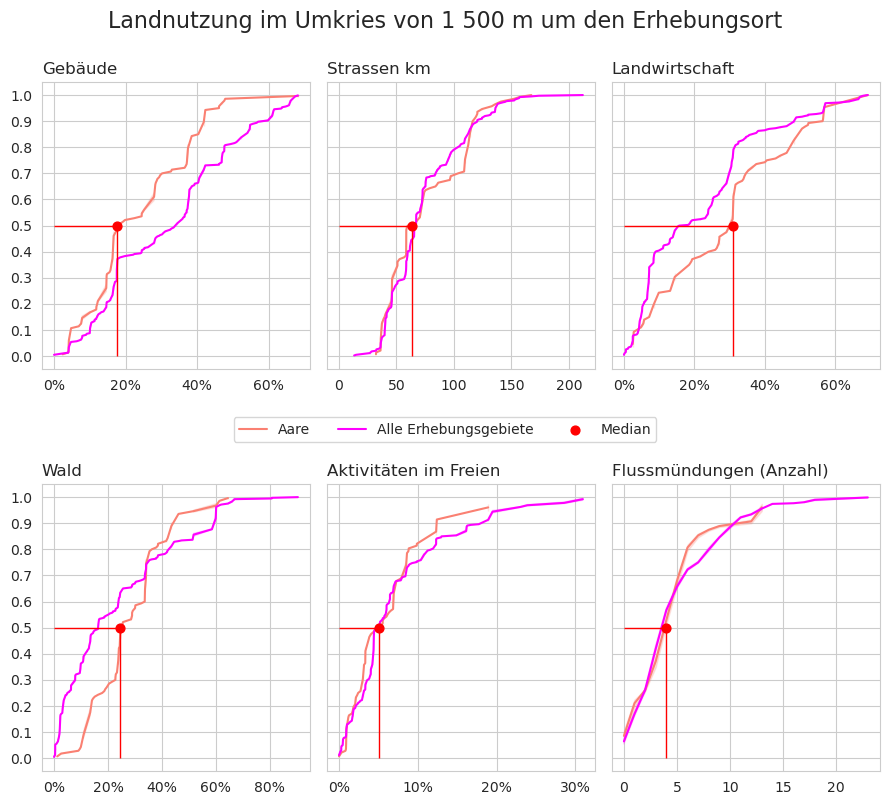 Landnutzung im Umkries von 1 500 m um den Erhebungsort
Gebäude
Strassen km
Landwirtschaft
1.0
0.9
0.8
0.7
0.6
0.5
0.4
0.3
0.2
0.1
0.0
0% 20% 40% 60%
0 50 100 150 200
0% 20% 40% 60%
Aare Alle Erhebungsgebiete Median
Wald
Aktivitäten im Freien
Flussmündungen (Anzahl)
1.0
0.9
0.8
0.7
0.6
0.5
0.4
0.3
0.2
0.1
0.0
0% 20% 40% 60% 80%
0% 10% 20% 30%
0 5 10 15 20